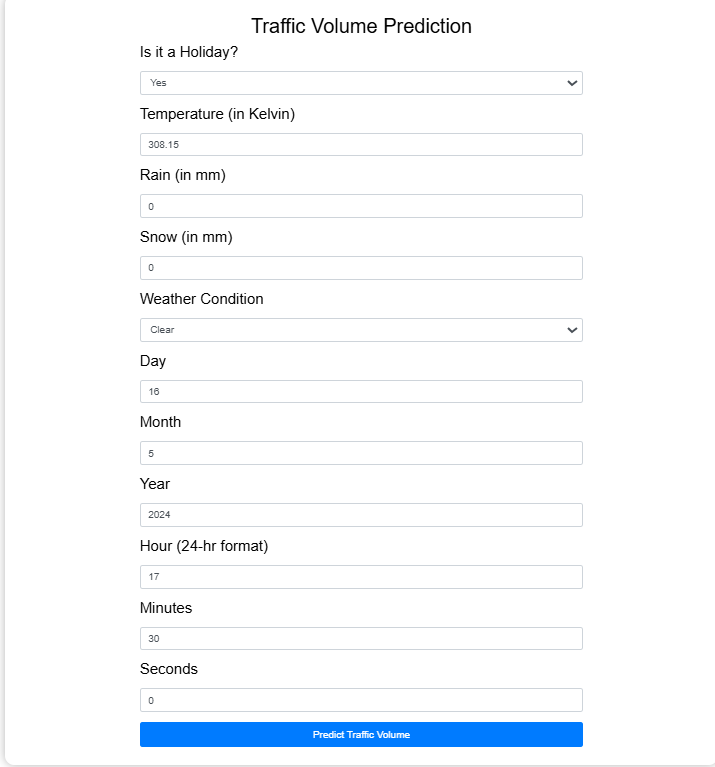 Traffic Volume Prediction
Is it a Holiday?
Yes
Temperature (in Kelvin)
308.15
Rain (in mm)
0
Snow (in mm)
0
Weather Condition
Clear
Day
16
Month
5
Year
2024
Hour (24-hr format)
17
Minutes
30
Seconds
0
Predict Traffic Volume